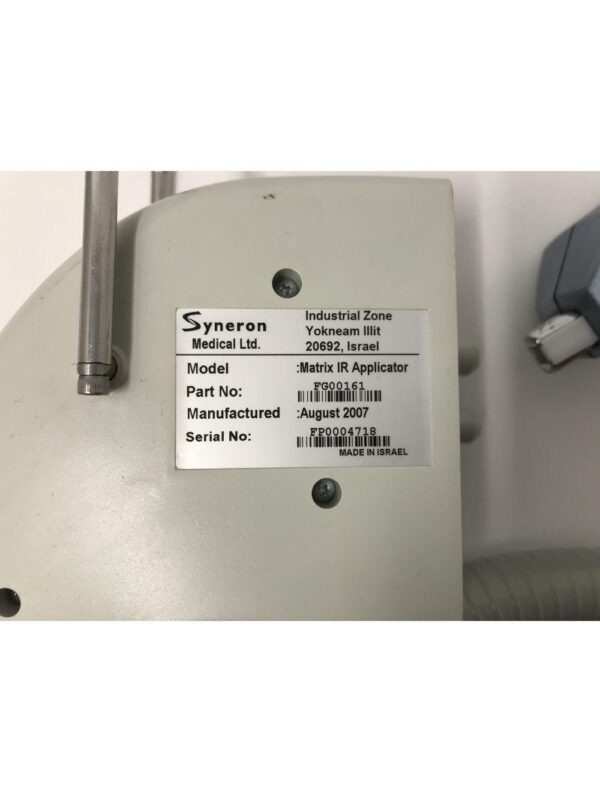 Syneron
Medical Ltd.
Industrial Zone
Yokneam Illit
20692, Israel
Model :Matrix IR Applicator
Part No: FG00161
Manufactured :August 2007
Serial No: FP0004718
MADE IN ISRAEL